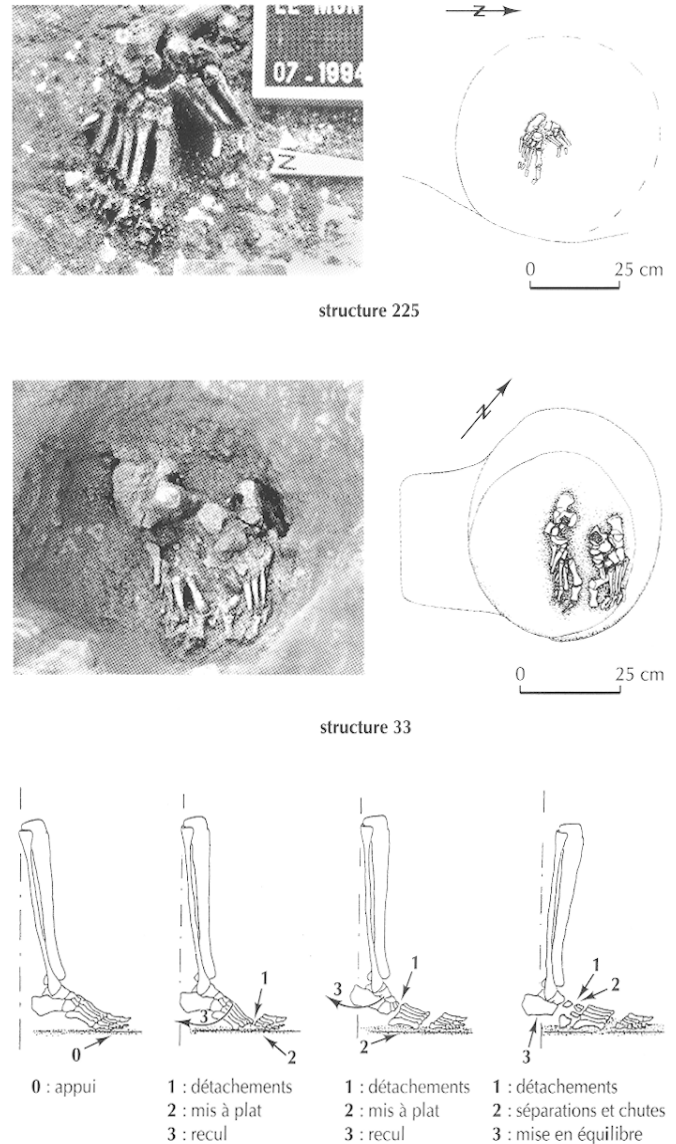 LE MON
07-1994
N
N
0 25 cm
structure 225
N
0 25 cm
structure 33
0
1
3
2
3
1
2
1
2
3
0 : appui
1 : détachements
2 : mis à plat
3 : recul
1 : détachements
2 : mis à plat
3 : recul
1 : détachements
2 : séparations et chutes
3 : mise en équilibre